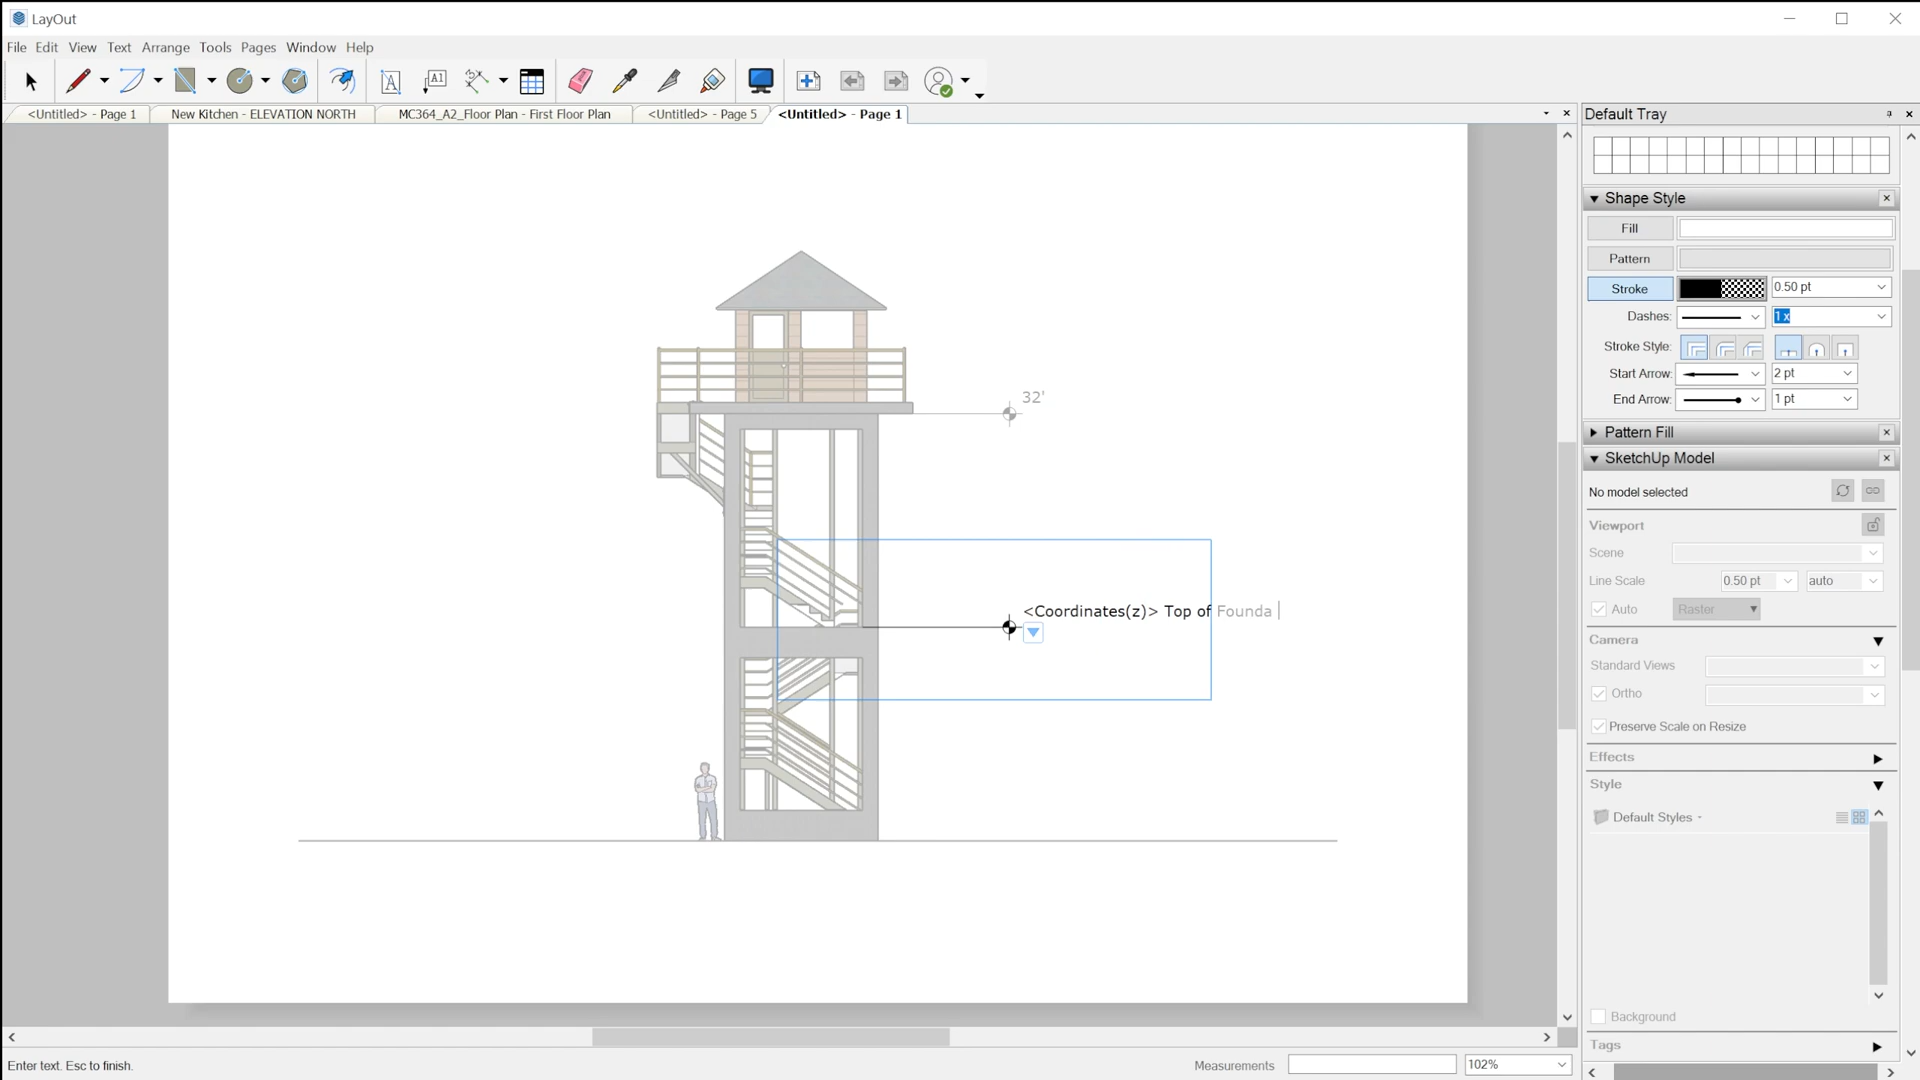 LayOut
File Edit View Text Arrange Tools Pages Window Help
A A1
<Untitled> - Page 1 New Kitchen - ELEVATION NORTH MC364_A2_Floor Plan - First Floor Plan <Untitled> - Page 5 <Untitled> - Page 1
Default Tray
Shape Style
Fill
Pattern
Stroke 0.50 pt
Dashes: 1 x
Stroke Style:
Start Arrow: 2 pt
End Arrow: 1 pt
Pattern Fill
SketchUp Model
No model selected
Viewport
Scene
Line Scale 0.50 pt auto
Auto Raster
Camera
Standard Views
Ortho
Preserve Scale on Resize
Effects
Style
Default Styles
Background
Tags
32'
<Coordinates(z)> Top of Founda
Enter text. Esc to finish.
Measurements 102%